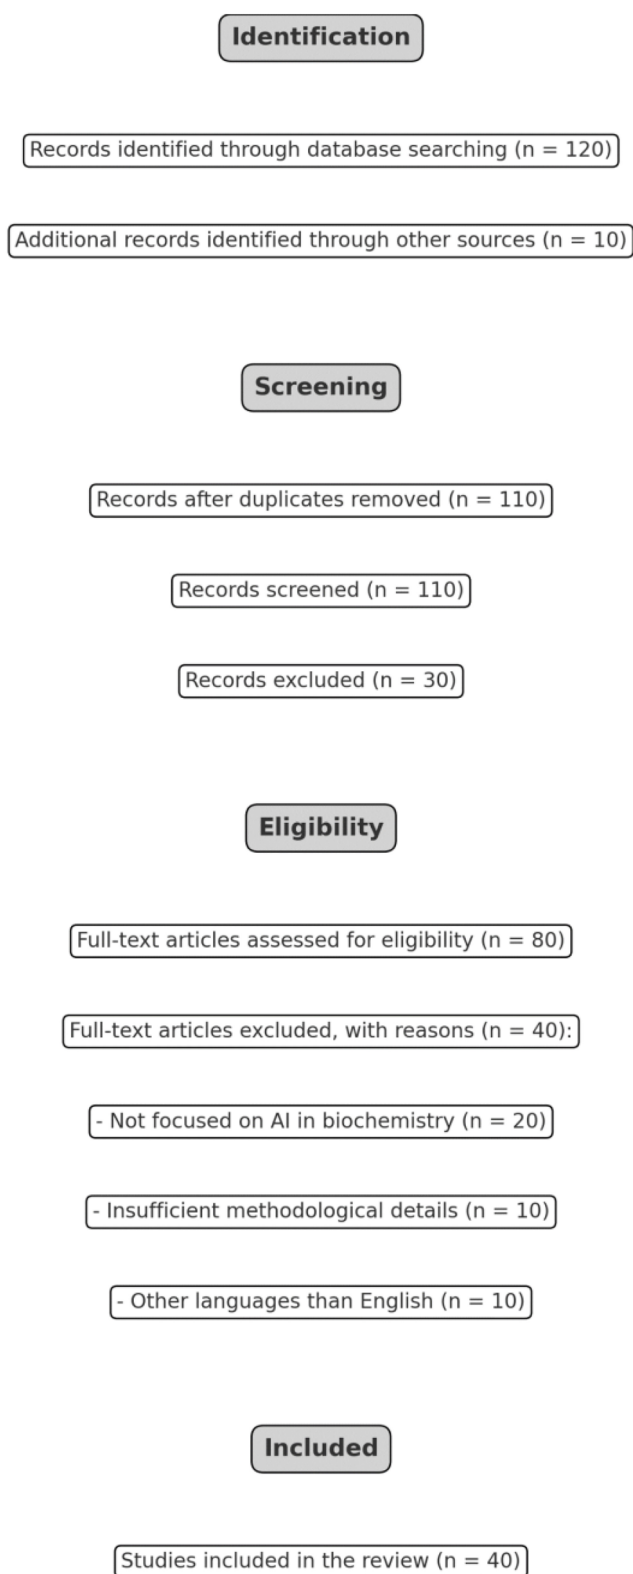 Identification
Records identified through database searching (n = 120)
Additional records identified through other sources (n = 10)
Screening
Records after duplicates removed (n = 110)
Records screened (n = 110)
Records excluded (n = 30)
Eligibility
Full-text articles assessed for eligibility (n = 80)
Full-text articles excluded, with reasons (n = 40):
- Not focused on AI in biochemistry (n = 20)
- Insufficient methodological details (n = 10)
- Other languages than English (n = 10)
Included
Studies included in the review (n = 40)